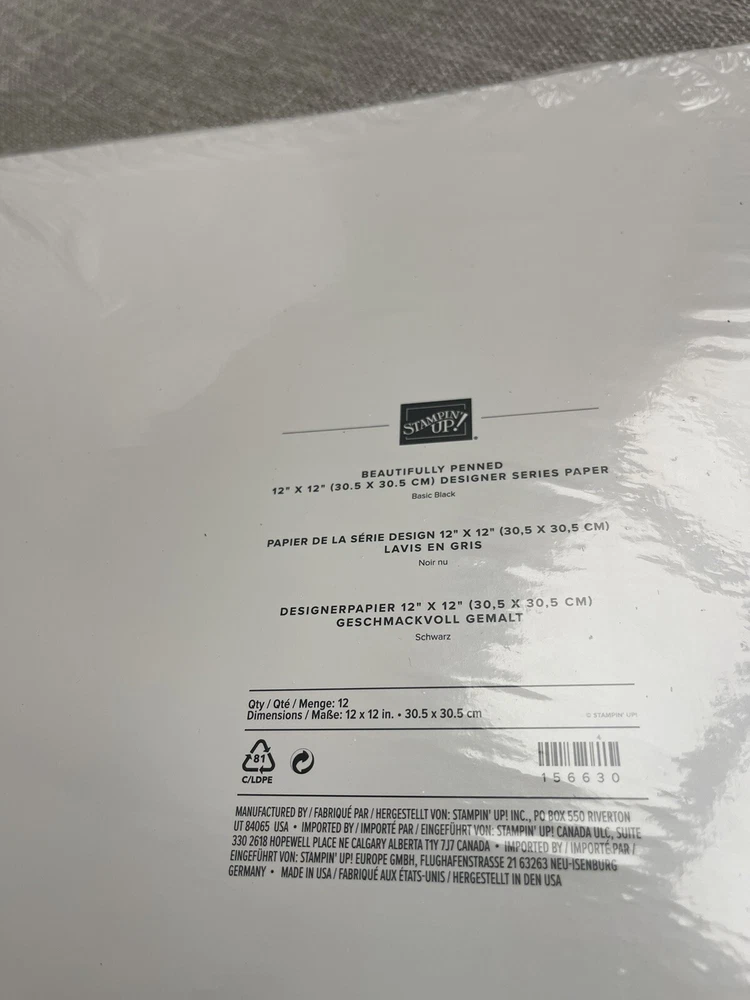 STAMPIN' UP!®
BEAUTIFULLY PENNED
12" X 12" (30.5 X 30.5 CM) DESIGNER SERIES PAPER
Basic Black
PAPIER DE LA SÉRIE DESIGN 12" X 12" (30,5 X 30,5 CM)
LAVIS EN GRIS
Noir nu
DESIGNERPAPIER 12" X 12" (30,5 X 30,5 CM)
GESCHMACKVOLL GEMALT
Schwarz
Qty / Qté / Menge: 12
Dimensions / Maße: 12 x 12 in. • 30.5 x 30.5 cm
© STAMPIN' UP!
81
C/LDPE
4
156630
MANUFACTURED BY / FABRIQUÉ PAR / HERGESTELLT VON: STAMPIN' UP! INC., PO BOX 550 RIVERTON
UT 84065 USA • IMPORTED BY / IMPORTÉ PAR / EINGEFÜHRT VON: STAMPIN' UP! CANADA ULC, SUITE
330 2618 HOPEWELL PLACE NE CALGARY ALBERTA T1Y 7J7 CANADA • IMPORTED BY / IMPORTÉ PAR /
EINGEFÜHRT VON: STAMPIN' UP! EUROPE GMBH, FLUGHAFENSTRASSE 21 63263 NEU-ISENBURG
GERMANY • MADE IN USA / FABRIQUÉ AUX ÉTATS-UNIS / HERGESTELLT IN DEN USA